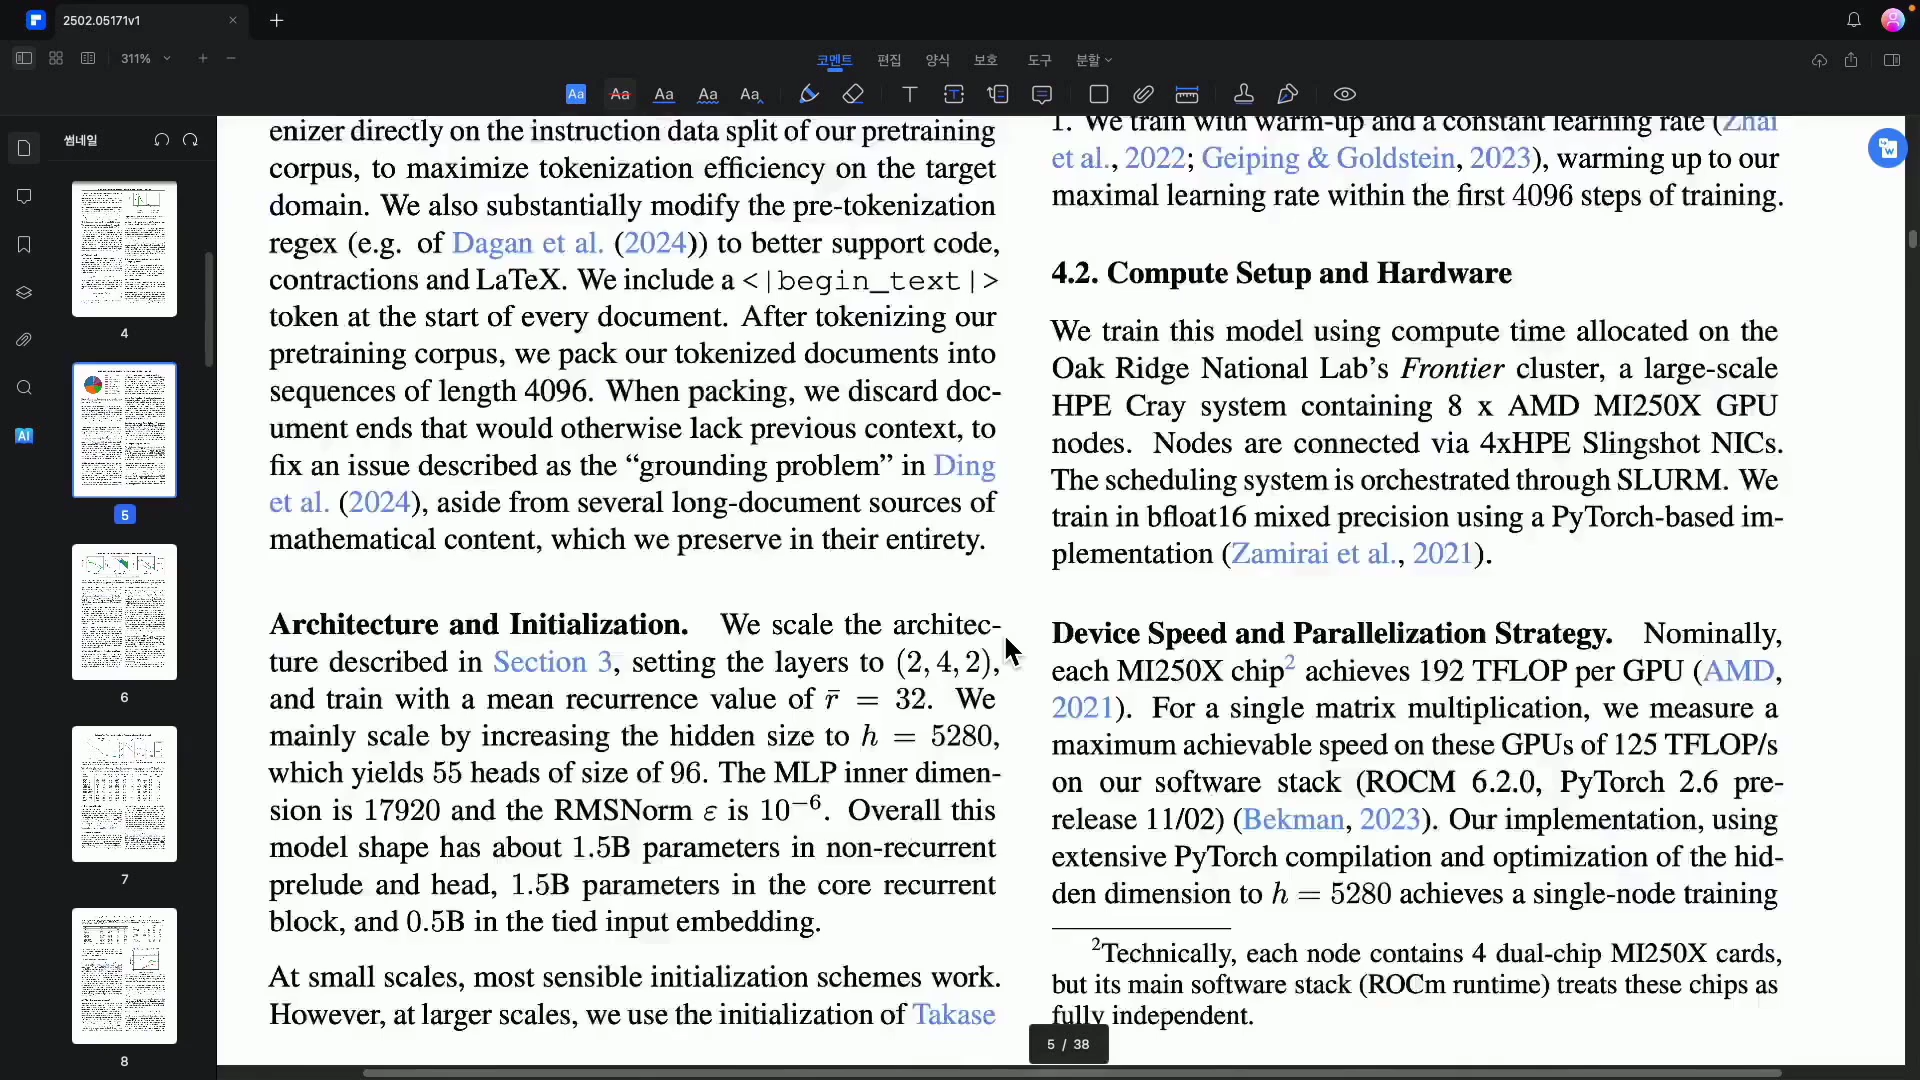 2502.05171v1
311%
코멘트 편집 양식 보호 도구 분할
Aa Aa Aa Aa Aa
썸네일
4
5
6
7
8
AI
enizer directly on the instruction data split of our pretraining
corpus, to maximize tokenization efficiency on the target
domain. We also substantially modify the pre-tokenization
regex (e.g. of Dagan et al. (2024)) to better support code,
contractions and LaTeX. We include a <|begin_text|>
token at the start of every document. After tokenizing our
pretraining corpus, we pack our tokenized documents into
sequences of length 4096. When packing, we discard doc-
ument ends that would otherwise lack previous context, to
fix an issue described as the “grounding problem” in Ding
et al. (2024), aside from several long-document sources of
mathematical content, which we preserve in their entirety.
Architecture and Initialization. We scale the architec-
ture described in Section 3, setting the layers to (2, 4, 2),
and train with a mean recurrence value of r̄ = 32. We
mainly scale by increasing the hidden size to h = 5280,
which yields 55 heads of size of 96. The MLP inner dimen-
sion is 17920 and the RMSNorm ε is 10⁻⁶. Overall this
model shape has about 1.5B parameters in non-recurrent
prelude and head, 1.5B parameters in the core recurrent
block, and 0.5B in the tied input embedding.
At small scales, most sensible initialization schemes work.
However, at larger scales, we use the initialization of Takase
1. We train with warm-up and a constant learning rate (Zhai
et al., 2022; Geiping & Goldstein, 2023), warming up to our
maximal learning rate within the first 4096 steps of training.
4.2. Compute Setup and Hardware
We train this model using compute time allocated on the
Oak Ridge National Lab’s Frontier cluster, a large-scale
HPE Cray system containing 8 x AMD MI250X GPU
nodes. Nodes are connected via 4xHPE Slingshot NICs.
The scheduling system is orchestrated through SLURM. We
train in bfloat16 mixed precision using a PyTorch-based im-
plementation (Zamirai et al., 2021).
Device Speed and Parallelization Strategy. Nominally,
each MI250X chip² achieves 192 TFLOP per GPU (AMD,
2021). For a single matrix multiplication, we measure a
maximum achievable speed on these GPUs of 125 TFLOP/s
on our software stack (ROCM 6.2.0, PyTorch 2.6 pre-
release 11/02) (Bekman, 2023). Our implementation, using
extensive PyTorch compilation and optimization of the hid-
den dimension to h = 5280 achieves a single-node training
²Technically, each node contains 4 dual-chip MI250X cards,
but its main software stack (ROCm runtime) treats these chips as
fully independent.
5 / 38